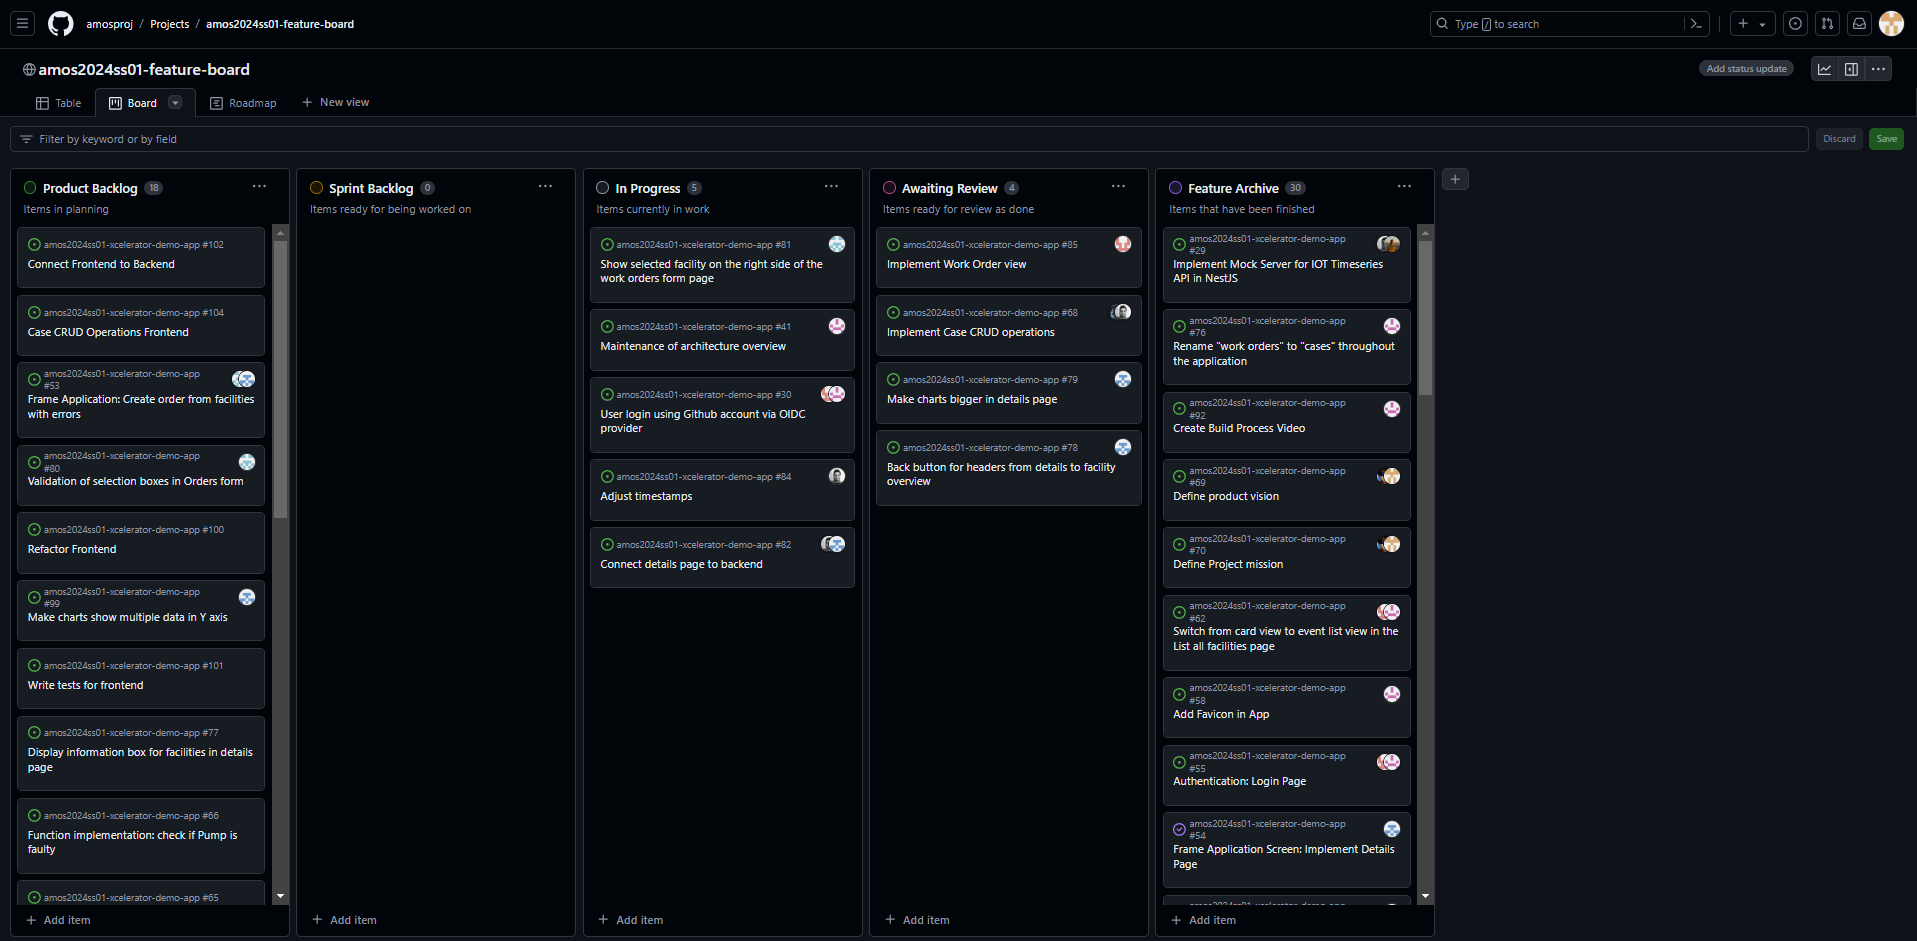 amosproj / Projects / amos2024ss01-feature-board
Type / to search
amos2024ss01-feature-board
Add status update
Table
Board
Roadmap
New view
Filter by keyword or by field
Discard
Save
Product Backlog 18
Items in planning
amos2024ss01-xcelerator-demo-app #102
Connect Frontend to Backend
amos2024ss01-xcelerator-demo-app #104
Case CRUD Operations Frontend
amos2024ss01-xcelerator-demo-app
#53
Frame Application: Create order from facilities
with errors
amos2024ss01-xcelerator-demo-app
#80
Validation of selection boxes in Orders form
amos2024ss01-xcelerator-demo-app #100
Refactor Frontend
amos2024ss01-xcelerator-demo-app
#99
Make charts show multiple data in Y axis
amos2024ss01-xcelerator-demo-app #101
Write tests for frontend
amos2024ss01-xcelerator-demo-app #77
Display information box for facilities in details
page
amos2024ss01-xcelerator-demo-app #66
Function implementation: check if Pump is
faulty
amos2024ss01-xcelerator-demo-app #65
Add item
Sprint Backlog 0
Items ready for being worked on
Add item
In Progress 5
Items currently in work
amos2024ss01-xcelerator-demo-app #81
Show selected facility on the right side of the
work orders form page
amos2024ss01-xcelerator-demo-app #41
Maintenance of architecture overview
amos2024ss01-xcelerator-demo-app #30
User login using Github account via OIDC
provider
amos2024ss01-xcelerator-demo-app #84
Adjust timestamps
amos2024ss01-xcelerator-demo-app #82
Connect details page to backend
Add item
Awaiting Review 4
Items ready for review as done
amos2024ss01-xcelerator-demo-app #85
Implement Work Order view
amos2024ss01-xcelerator-demo-app #68
Implement Case CRUD operations
amos2024ss01-xcelerator-demo-app #79
Make charts bigger in details page
amos2024ss01-xcelerator-demo-app #78
Back button for headers from details to facility
overview
Add item
Feature Archive 30
Items that have been finished
amos2024ss01-xcelerator-demo-app
#29
Implement Mock Server for IOT Timeseries
API in NestJS
amos2024ss01-xcelerator-demo-app
#76
Rename "work orders" to "cases" throughout
the application
amos2024ss01-xcelerator-demo-app
#92
Create Build Process Video
amos2024ss01-xcelerator-demo-app
#69
Define product vision
amos2024ss01-xcelerator-demo-app
#70
Define Project mission
amos2024ss01-xcelerator-demo-app
#62
Switch from card view to event list view in the
List all facilities page
amos2024ss01-xcelerator-demo-app
#58
Add Favicon in App
amos2024ss01-xcelerator-demo-app
#55
Authentication: Login Page
amos2024ss01-xcelerator-demo-app
#54
Frame Application Screen: Implement Details
Page
Add item